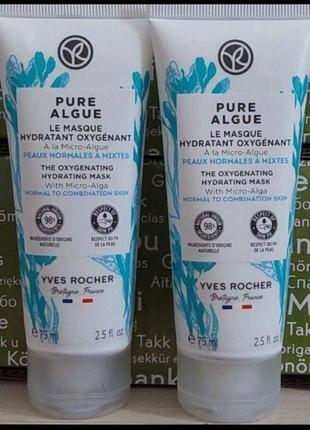 YR
PURE
ALGUE
LE MASQUE
HYDRATANT OXYGÉNANT
À la Micro-Algue
PEAUX NORMALES À MIXTES
THE OXYGENATING
HYDRATING MASK
With Micro-Alga
NORMAL TO COMBINATION SKIN
98%
INGRÉDIENTS D'ORIGINE
NATURELLE
RESPECT DU PH
DE LA PEAU
YVES ROCHER
Bretagne, France
e 75 ml 2.5 fl. oz
YR
PURE
ALGUE
LE MASQUE
HYDRATANT OXYGÉNANT
À la Micro-Algue
PEAUX NORMALES À MIXTES
THE OXYGENATING
HYDRATING MASK
With Micro-Alga
NORMAL TO COMBINATION SKIN
98%
INGRÉDIENTS D'ORIGINE
NATURELLE
RESPECT DU PH
DE LA PEAU
YVES ROCHER
Bretagne, France
e 75 ml 2.5 fl. oz
Takk